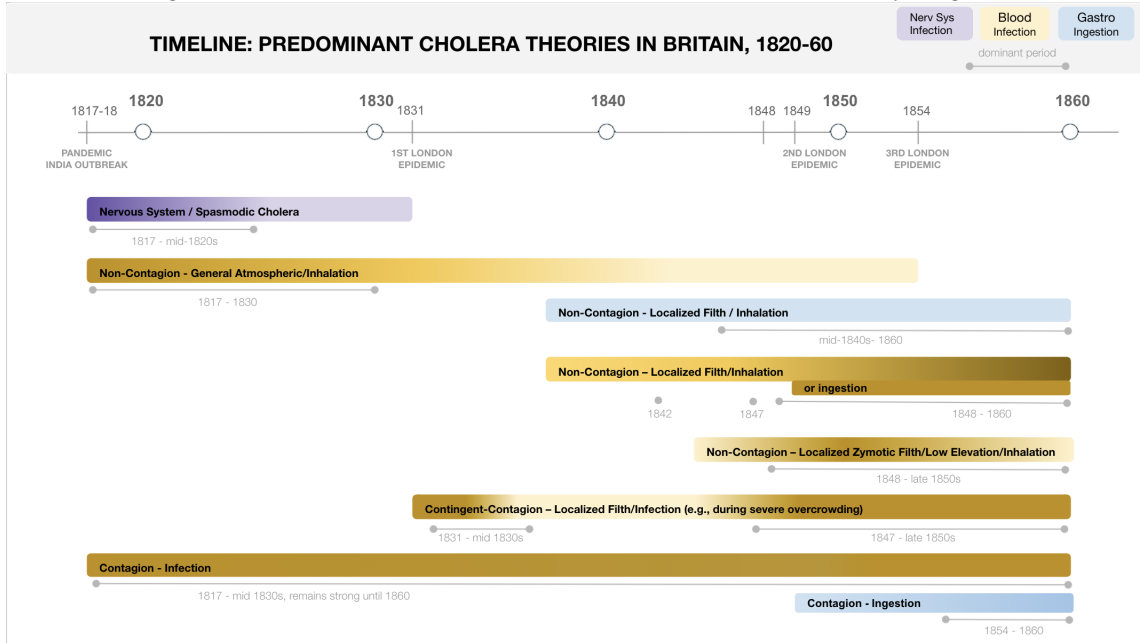 Nerv Sys
Infection
Blood
Infection
Gastro
Ingestion
TIMELINE: PREDOMINANT CHOLERA THEORIES IN BRITAIN, 1820-60
dominant period
1817-18
1820
1830
1831
1840
1848
1849
1850
1854
1860
PANDEMIC
INDIA OUTBREAK
1ST LONDON
EPIDEMIC
2ND LONDON
EPIDEMIC
3RD LONDON
EPIDEMIC
Nervous System / Spasmodic Cholera
1817 - mid-1820s
Non-Contagion - General Atmospheric/Inhalation
1817 - 1830
Non-Contagion - Localized Filth / Inhalation
mid-1840s- 1860
Non-Contagion – Localized Filth/Inhalation
or ingestion
1842
1847
1848 - 1860
Non-Contagion – Localized Zymotic Filth/Low Elevation/Inhalation
1848 - late 1850s
Contingent-Contagion – Localized Filth/Infection (e.g., during severe overcrowding)
1831 - mid 1830s
1847 - late 1850s
Contagion - Infection
1817 - mid 1830s, remains strong until 1860
Contagion - Ingestion
1854 - 1860